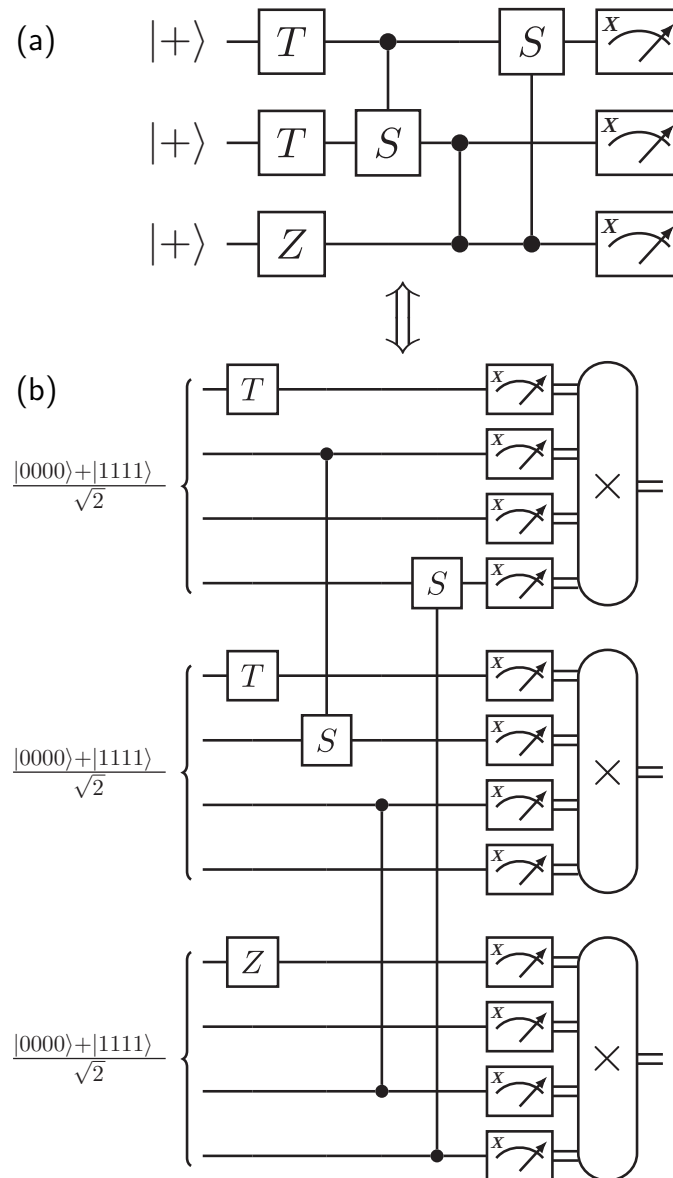 (a)
|+⟩ T S X
|+⟩ T S X
|+⟩ Z X
(b)
T X
X
|0000⟩+|1111⟩
√2
X
×
S X
T X
S X
|0000⟩+|1111⟩
√2
X
×
X
Z X
X
|0000⟩+|1111⟩
√2
X
×
X